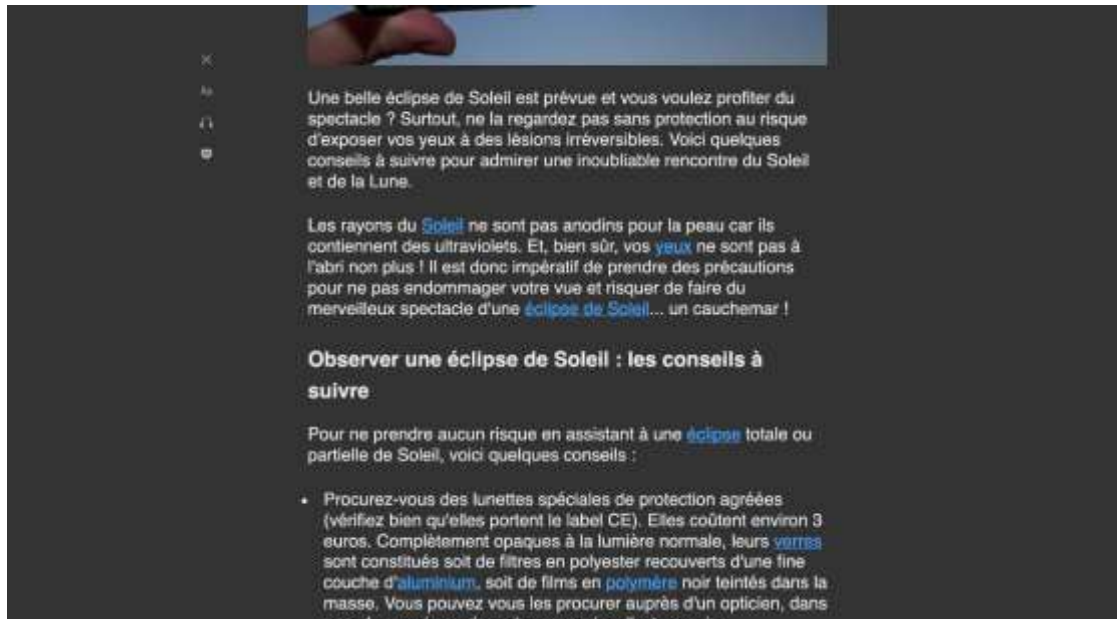 Aa
Une belle éclipse de Soleil est prévue et vous voulez profiter du
spectacle ? Surtout, ne la regardez pas sans protection au risque
d'exposer vos yeux à des lésions irréversibles. Voici quelques
conseils à suivre pour admirer une inoubliable rencontre du Soleil
et de la Lune.
Les rayons du Soleil ne sont pas anodins pour la peau car ils
contiennent des ultraviolets. Et, bien sûr, vos yeux ne sont pas à
l'abri non plus ! Il est donc impératif de prendre des précautions
pour ne pas endommager votre vue et risquer de faire du
merveilleux spectacle d'une éclipse de Soleil... un cauchemar !
Observer une éclipse de Soleil : les conseils à
suivre
Pour ne prendre aucun risque en assistant à une éclipse totale ou
partielle de Soleil, voici quelques conseils :
• Procurez-vous des lunettes spéciales de protection agréées
(vérifiez bien qu'elles portent le label CE). Elles coûtent environ 3
euros. Complètement opaques à la lumière normale, leurs verres
sont constitués soit de filtres en polyester recouverts d'une fine
couche d'aluminium, soit de films en polymère noir teintés dans la
masse. Vous pouvez vous les procurer auprès d'un opticien, dans